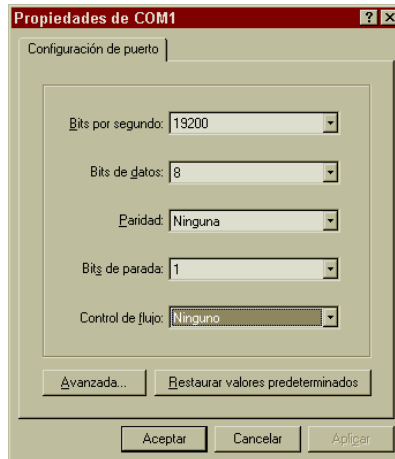 Propiedades de COM1
Configuración de puerto
Bits por segundo: 19200
Bits de datos: 8
Paridad: Ninguna
Bits de parada: 1
Control de flujo: Ninguno
Avanzada... Restaurar valores predeterminados
Aceptar Cancelar Aplicar